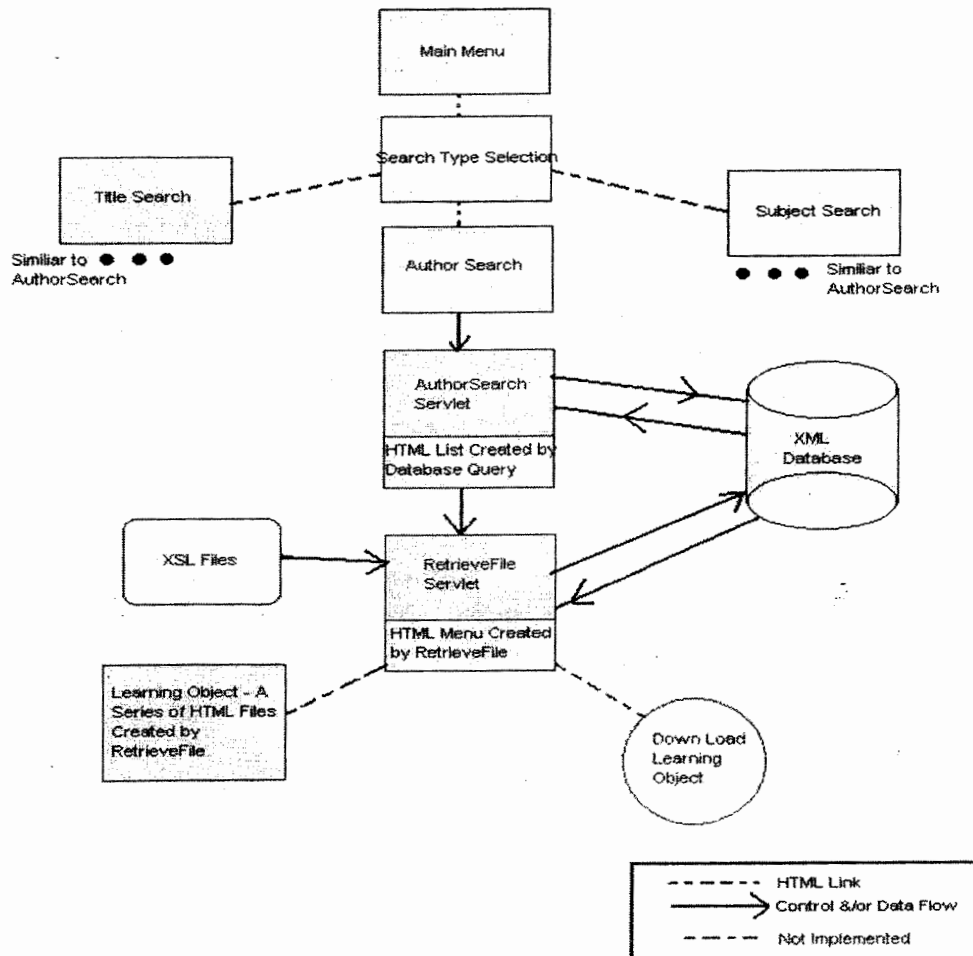 Main Menu
Search Type Selection
Title Search
Subject Search
Similiar to
AuthorSearch
Author Search
Similiar to
AuthorSearch
AuthorSearch
Servlet
HTML List Created by
Database Query
XML
Database
XSL Files
RetrieveFile
Servlet
HTML Menu Created
by RetrieveFile
Learning Object - A
Series of HTML Files
Created by
RetrieveFile
Down Load
Learning
Object
HTML Link
Control &/or Data Flow
Not Implemented